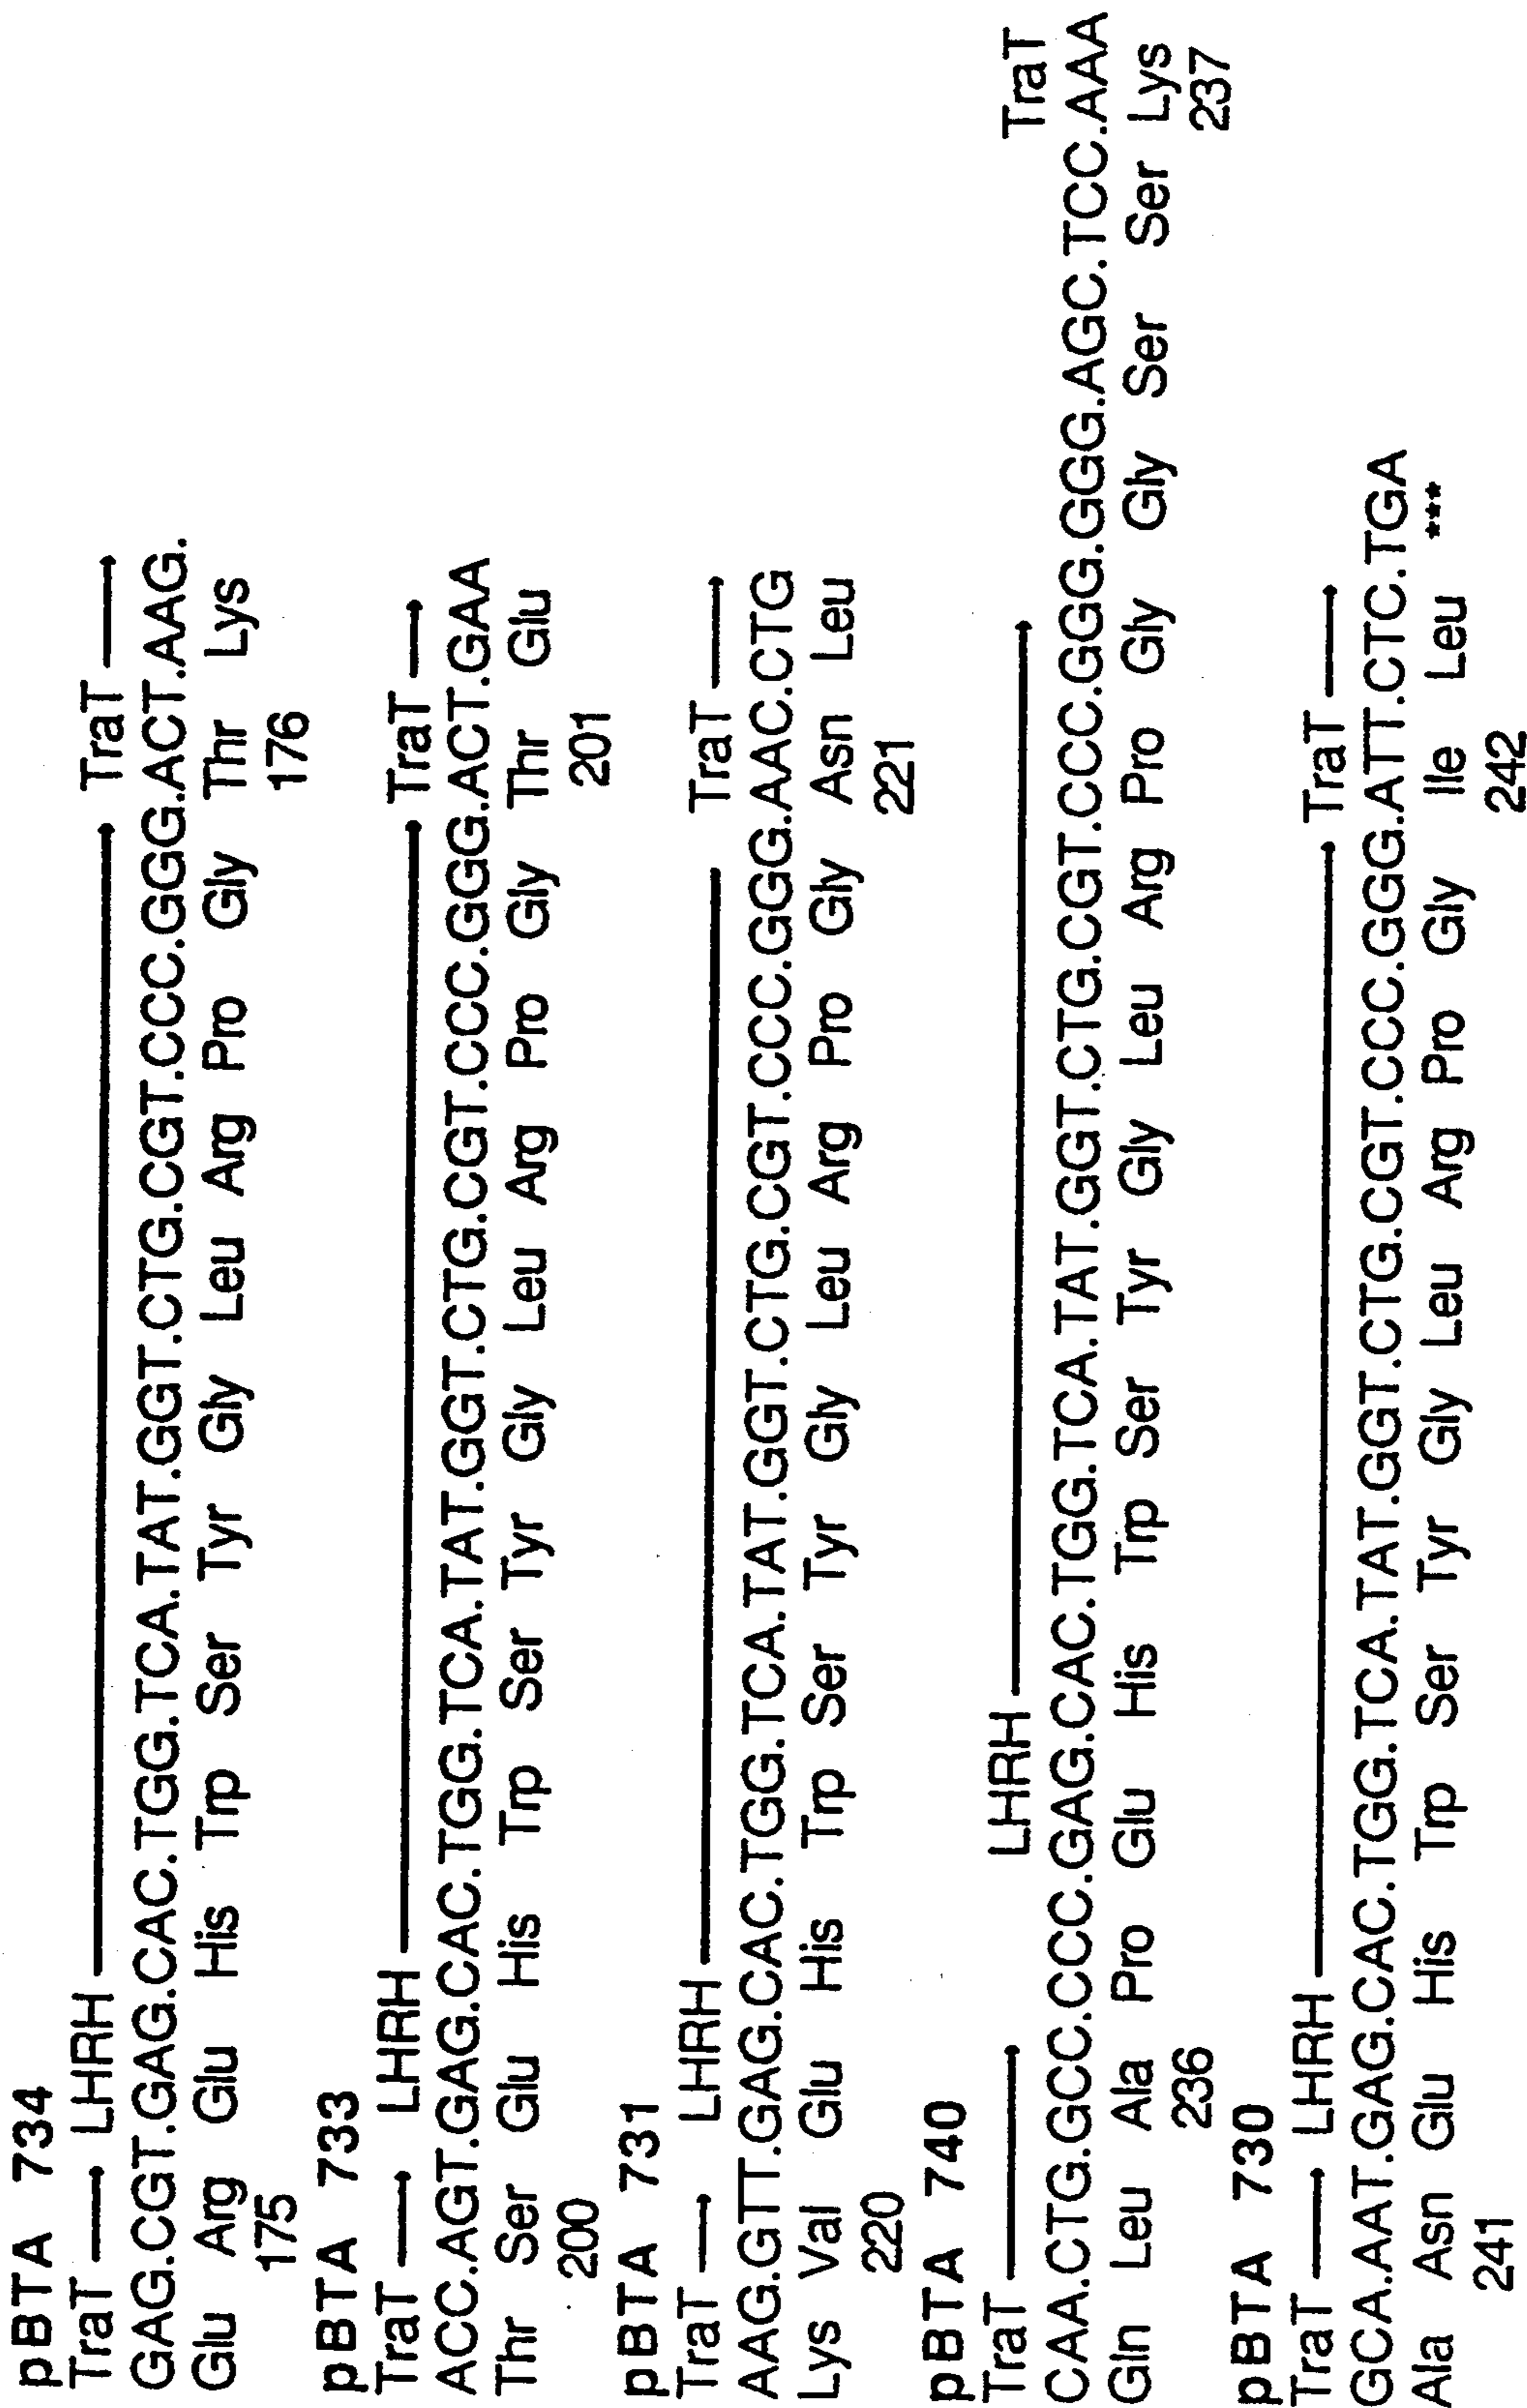 pBTA 734
TraT LHRH TraT
GAG.CGT.GAG.CAC.TGG.TCA.TAT.GGT.CTG.CGT.CCC.GGG.ACT.AAG.
Glu Arg Glu His Trp Ser Tyr Gly Leu Arg Pro Gly Thr Lys
175 176
pBTA 733
TraT LHRH TraT
ACC.AGT.GAG.CAC.TGG.TCA.TAT.GGT.CTG.CGT.CCC.GGG.ACT.GAA
Thr Ser Glu His Trp Ser Tyr Gly Leu Arg Pro Gly Thr Glu
200 201
pBTA 731
TraT LHRH TraT
AAG.GTT.GAG.CAC.TGG.TCA.TAT.GGT.CTG.CGT.CCC.GGG.AAC.CTG
Lys Val Glu His Trp Ser Tyr Gly Leu Arg Pro Gly Asn Leu
220 221
pBTA 740
TraT LHRH TraT
CAA.CTG.GCC.CCC.GAG.CAC.TGG.TCA.TAT.GGT.CTG.CGT.CCC.GGG.GGG.AGC.TCC.AAA
Gln Leu Ala Pro Glu His Trp Ser Tyr Gly Leu Arg Pro Gly Gly Ser Ser Lys
236 237
pBTA 730
TraT LHRH TraT
GCA.AAT.GAG.CAC.TGG.TCA.TAT.GGT.CTG.CGT.CCC.GGG.ATT.CTC.TGA
Ala Asn Glu His Trp Ser Tyr Gly Leu Arg Pro Gly Ile Leu ***
241 242